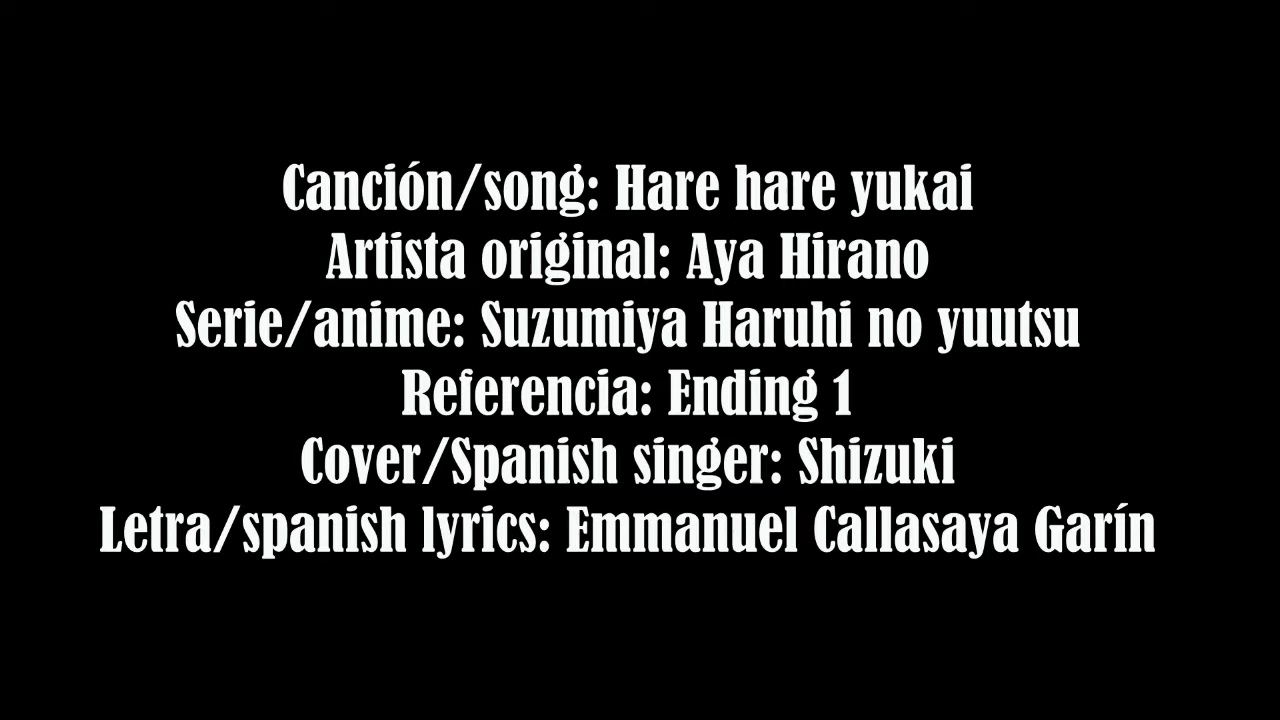 Canción/song: Hare hare yukai
Artista original: Aya Hirano
Serie/anime: Suzumiya Haruhi no yuutsu
Referencia: Ending 1
Cover/Spanish singer: Shizuki
Letra/spanish lyrics: Emmanuel Callasaya Garín